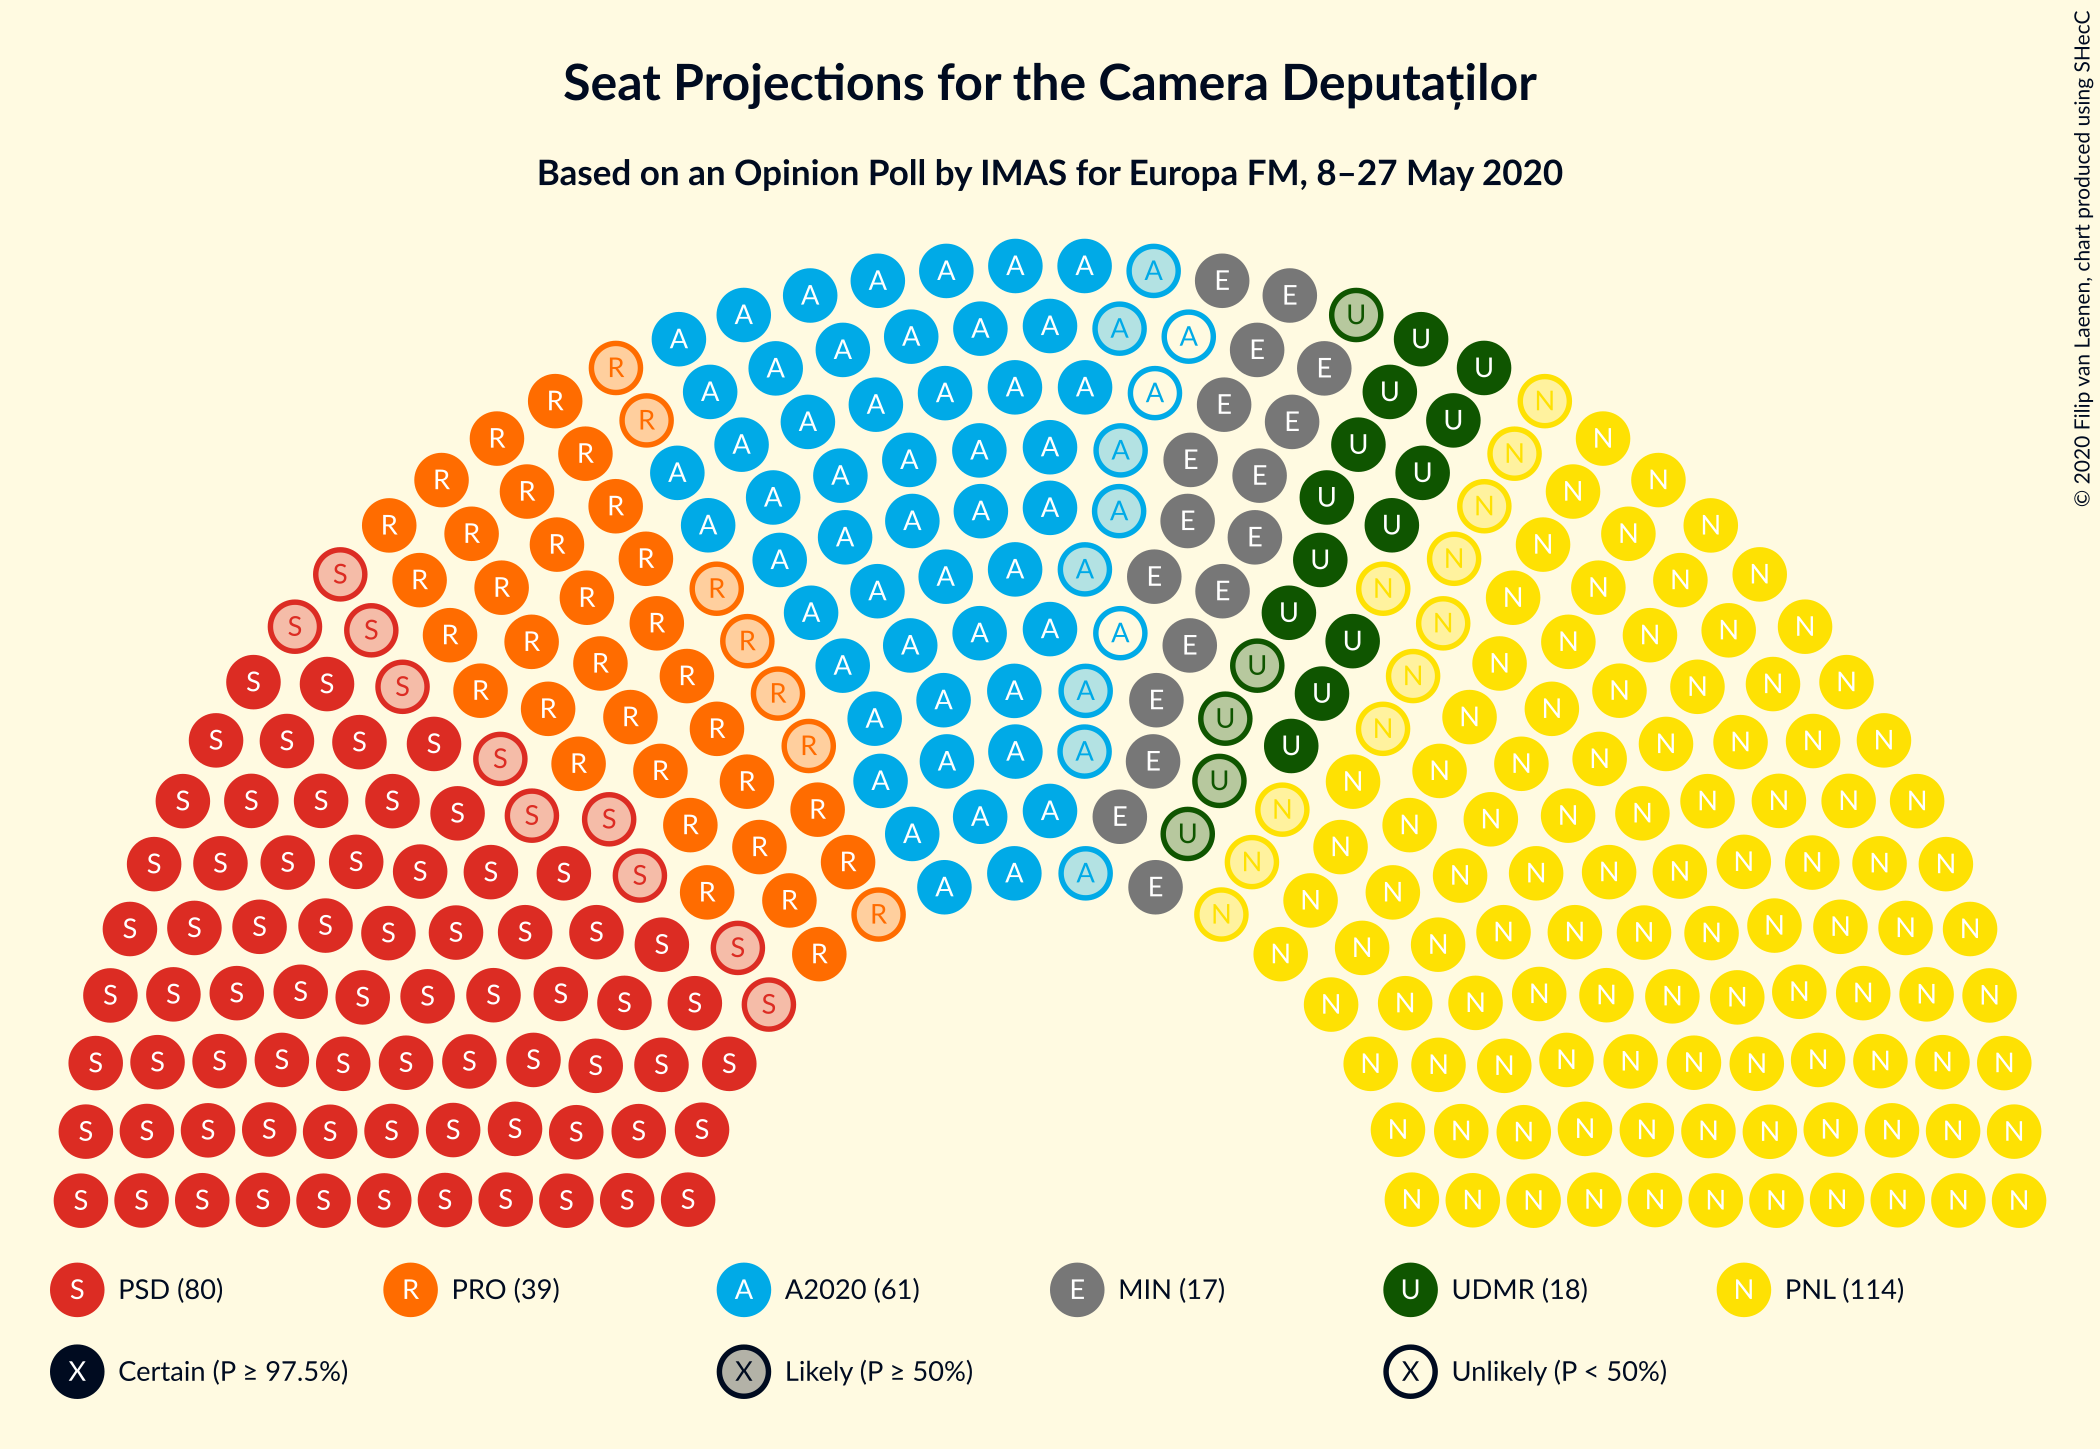 Seat Projections for the Camera Deputaților
Based on an Opinion Poll by IMAS for Europa FM, 8–27 May 2020
© 2020 Filip van Laenen, chart produced using SHecC
S PSD (80)
R PRO (39)
A A2020 (61)
E MIN (17)
U UDMR (18)
N PNL (114)
X Certain (P ≥ 97.5%)
X Likely (P ≥ 50%)
X Unlikely (P < 50%)